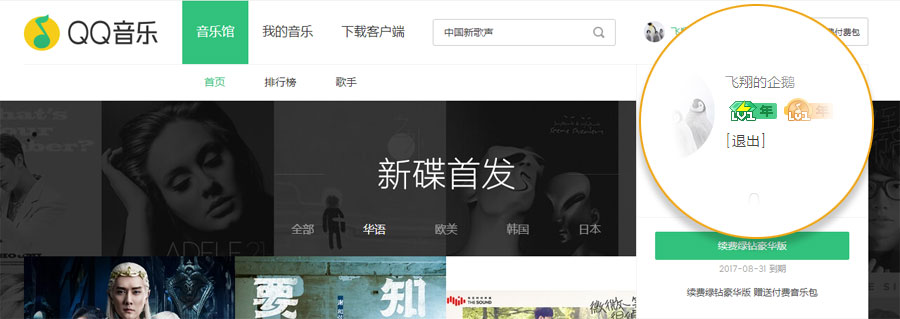 QQ音乐
音乐馆
我的音乐
下载客户端
中国新歌声
付费包
首页
排行榜
歌手
飞翔的企鹅
LV1 年 LV1 年
[退出]
新碟首发
全部
华语
欧美
韩国
日本
ADELE 21
续费绿钻豪华版
2017-08-31 到期
续费绿钻豪华版 赠送付费音乐包
要
知
THE SOUND
微微一